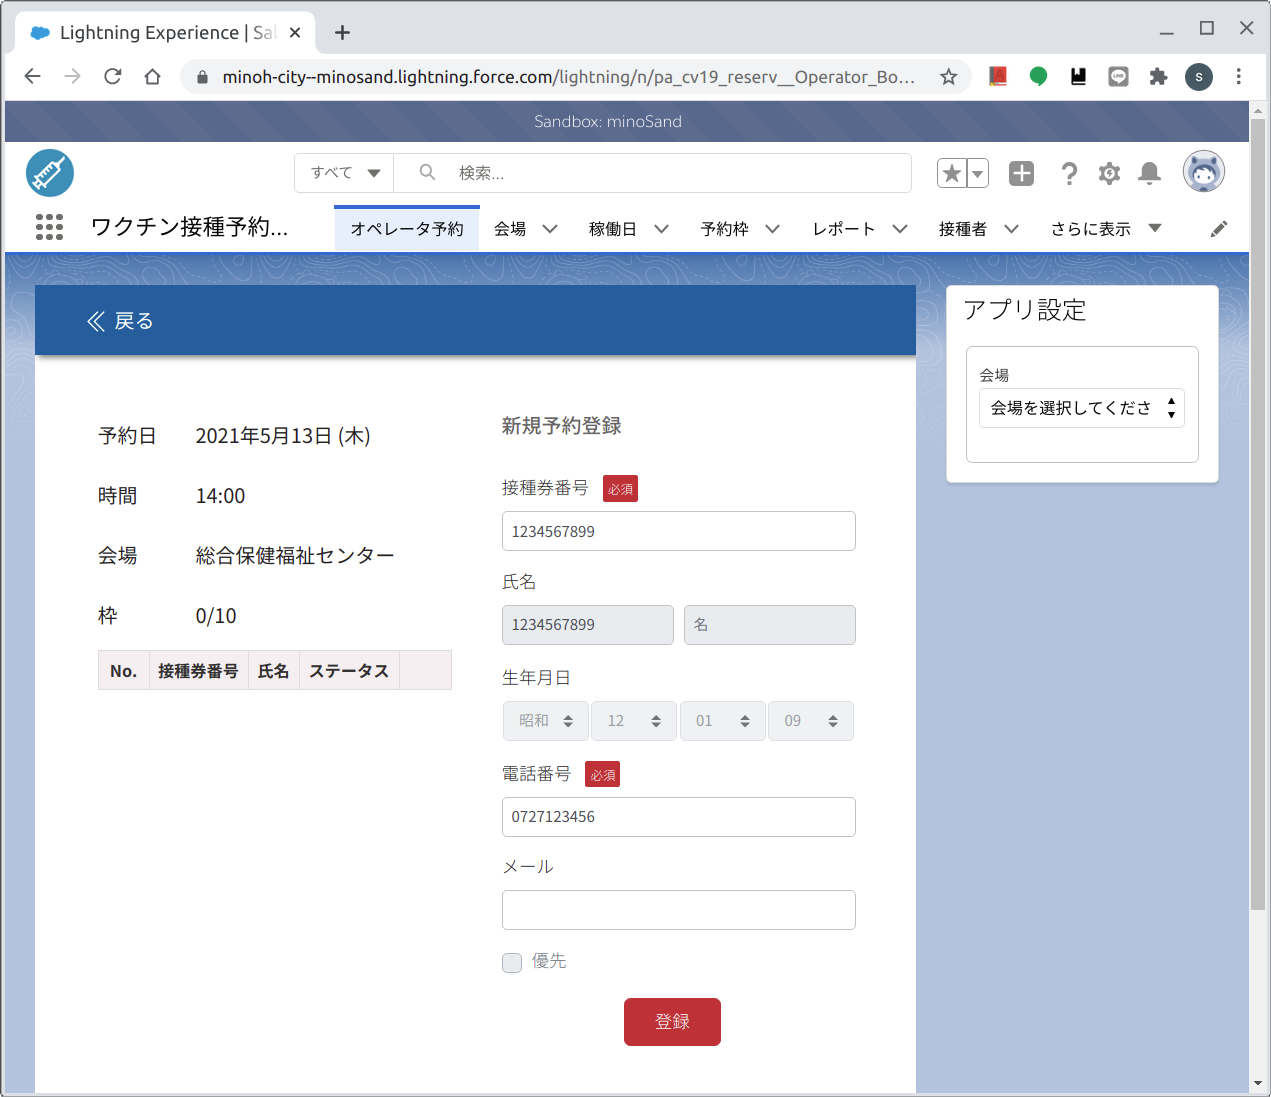 Lightning Experience | Sal
minoh-city--minosand.lightning.force.com/lightning/n/pa_cv19_reserv__Operator_Bo...
S
Sandbox: minoSand
すべて
検索...
ワクチン接種予約...
オペレータ予約
会場
稼働日
予約枠
レポート
接種者
さらに表示
戻る
予約日 2021年5月13日 (木)
時間 14:00
会場 総合保健福祉センター
枠 0/10
No. 接種券番号 氏名 ステータス
新規予約登録
接種券番号 必須
1234567899
氏名
1234567899 名
生年月日
昭和 12 01 09
電話番号 必須
0727123456
メール
優先
登録
アプリ設定
会場
会場を選択してくださ